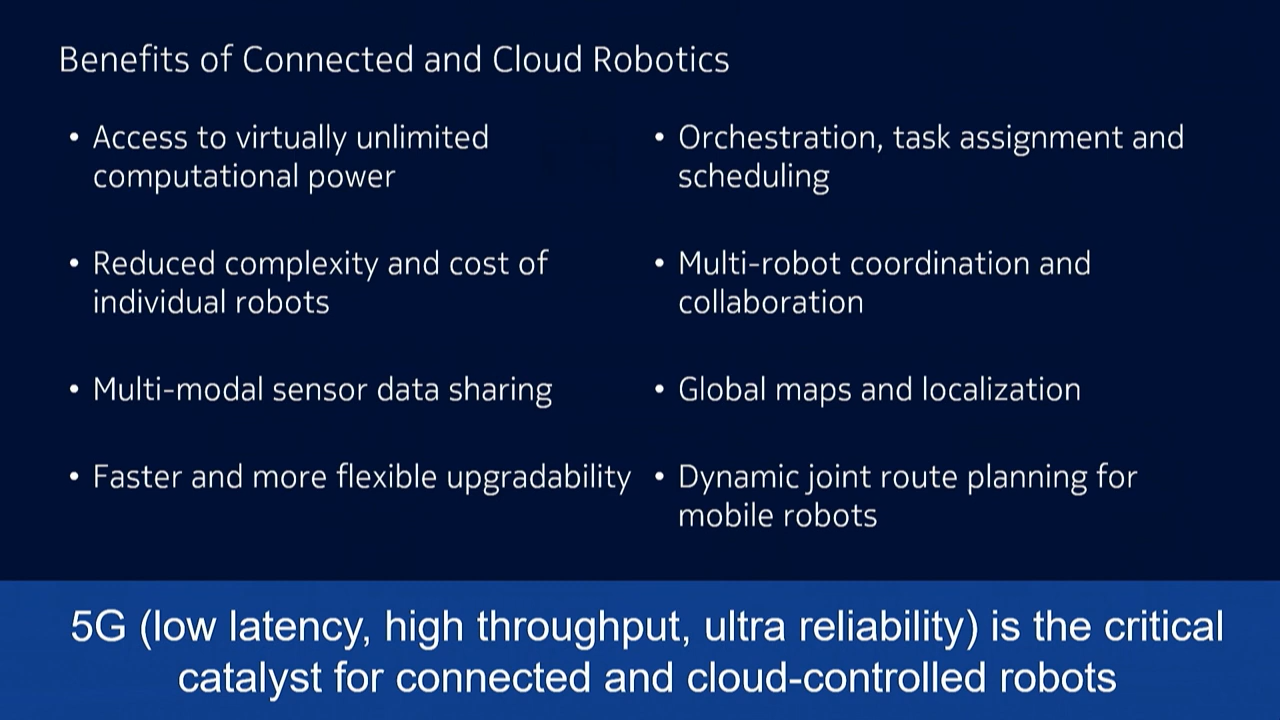 Benefits of Connected and Cloud Robotics
• Access to virtually unlimited
computational power
• Reduced complexity and cost of
individual robots
• Multi-modal sensor data sharing
• Faster and more flexible upgradability
• Orchestration, task assignment and
scheduling
• Multi-robot coordination and
collaboration
• Global maps and localization
• Dynamic joint route planning for
mobile robots
5G (low latency, high throughput, ultra reliability) is the critical
catalyst for connected and cloud-controlled robots